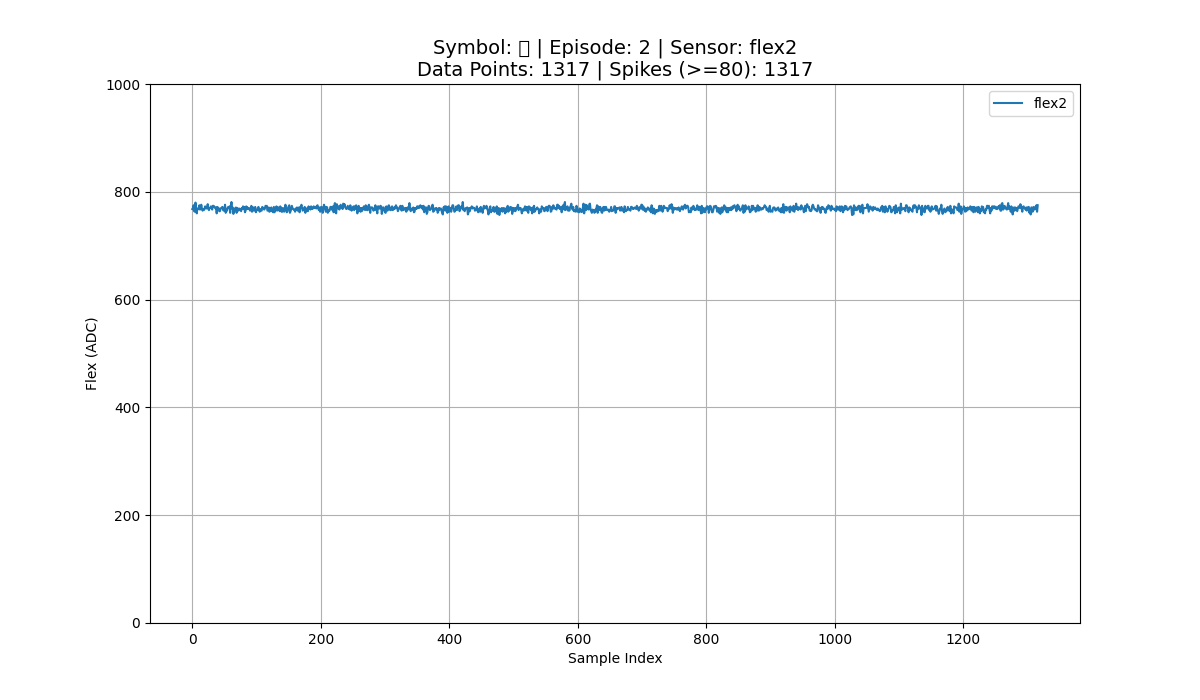 Symbol: | Episode: 2 | Sensor: flex2
Data Points: 1317 | Spikes (>=80): 1317
flex2
1000
800
600
400
200
0
Flex (ADC)
0 200 400 600 800 1000 1200
Sample Index